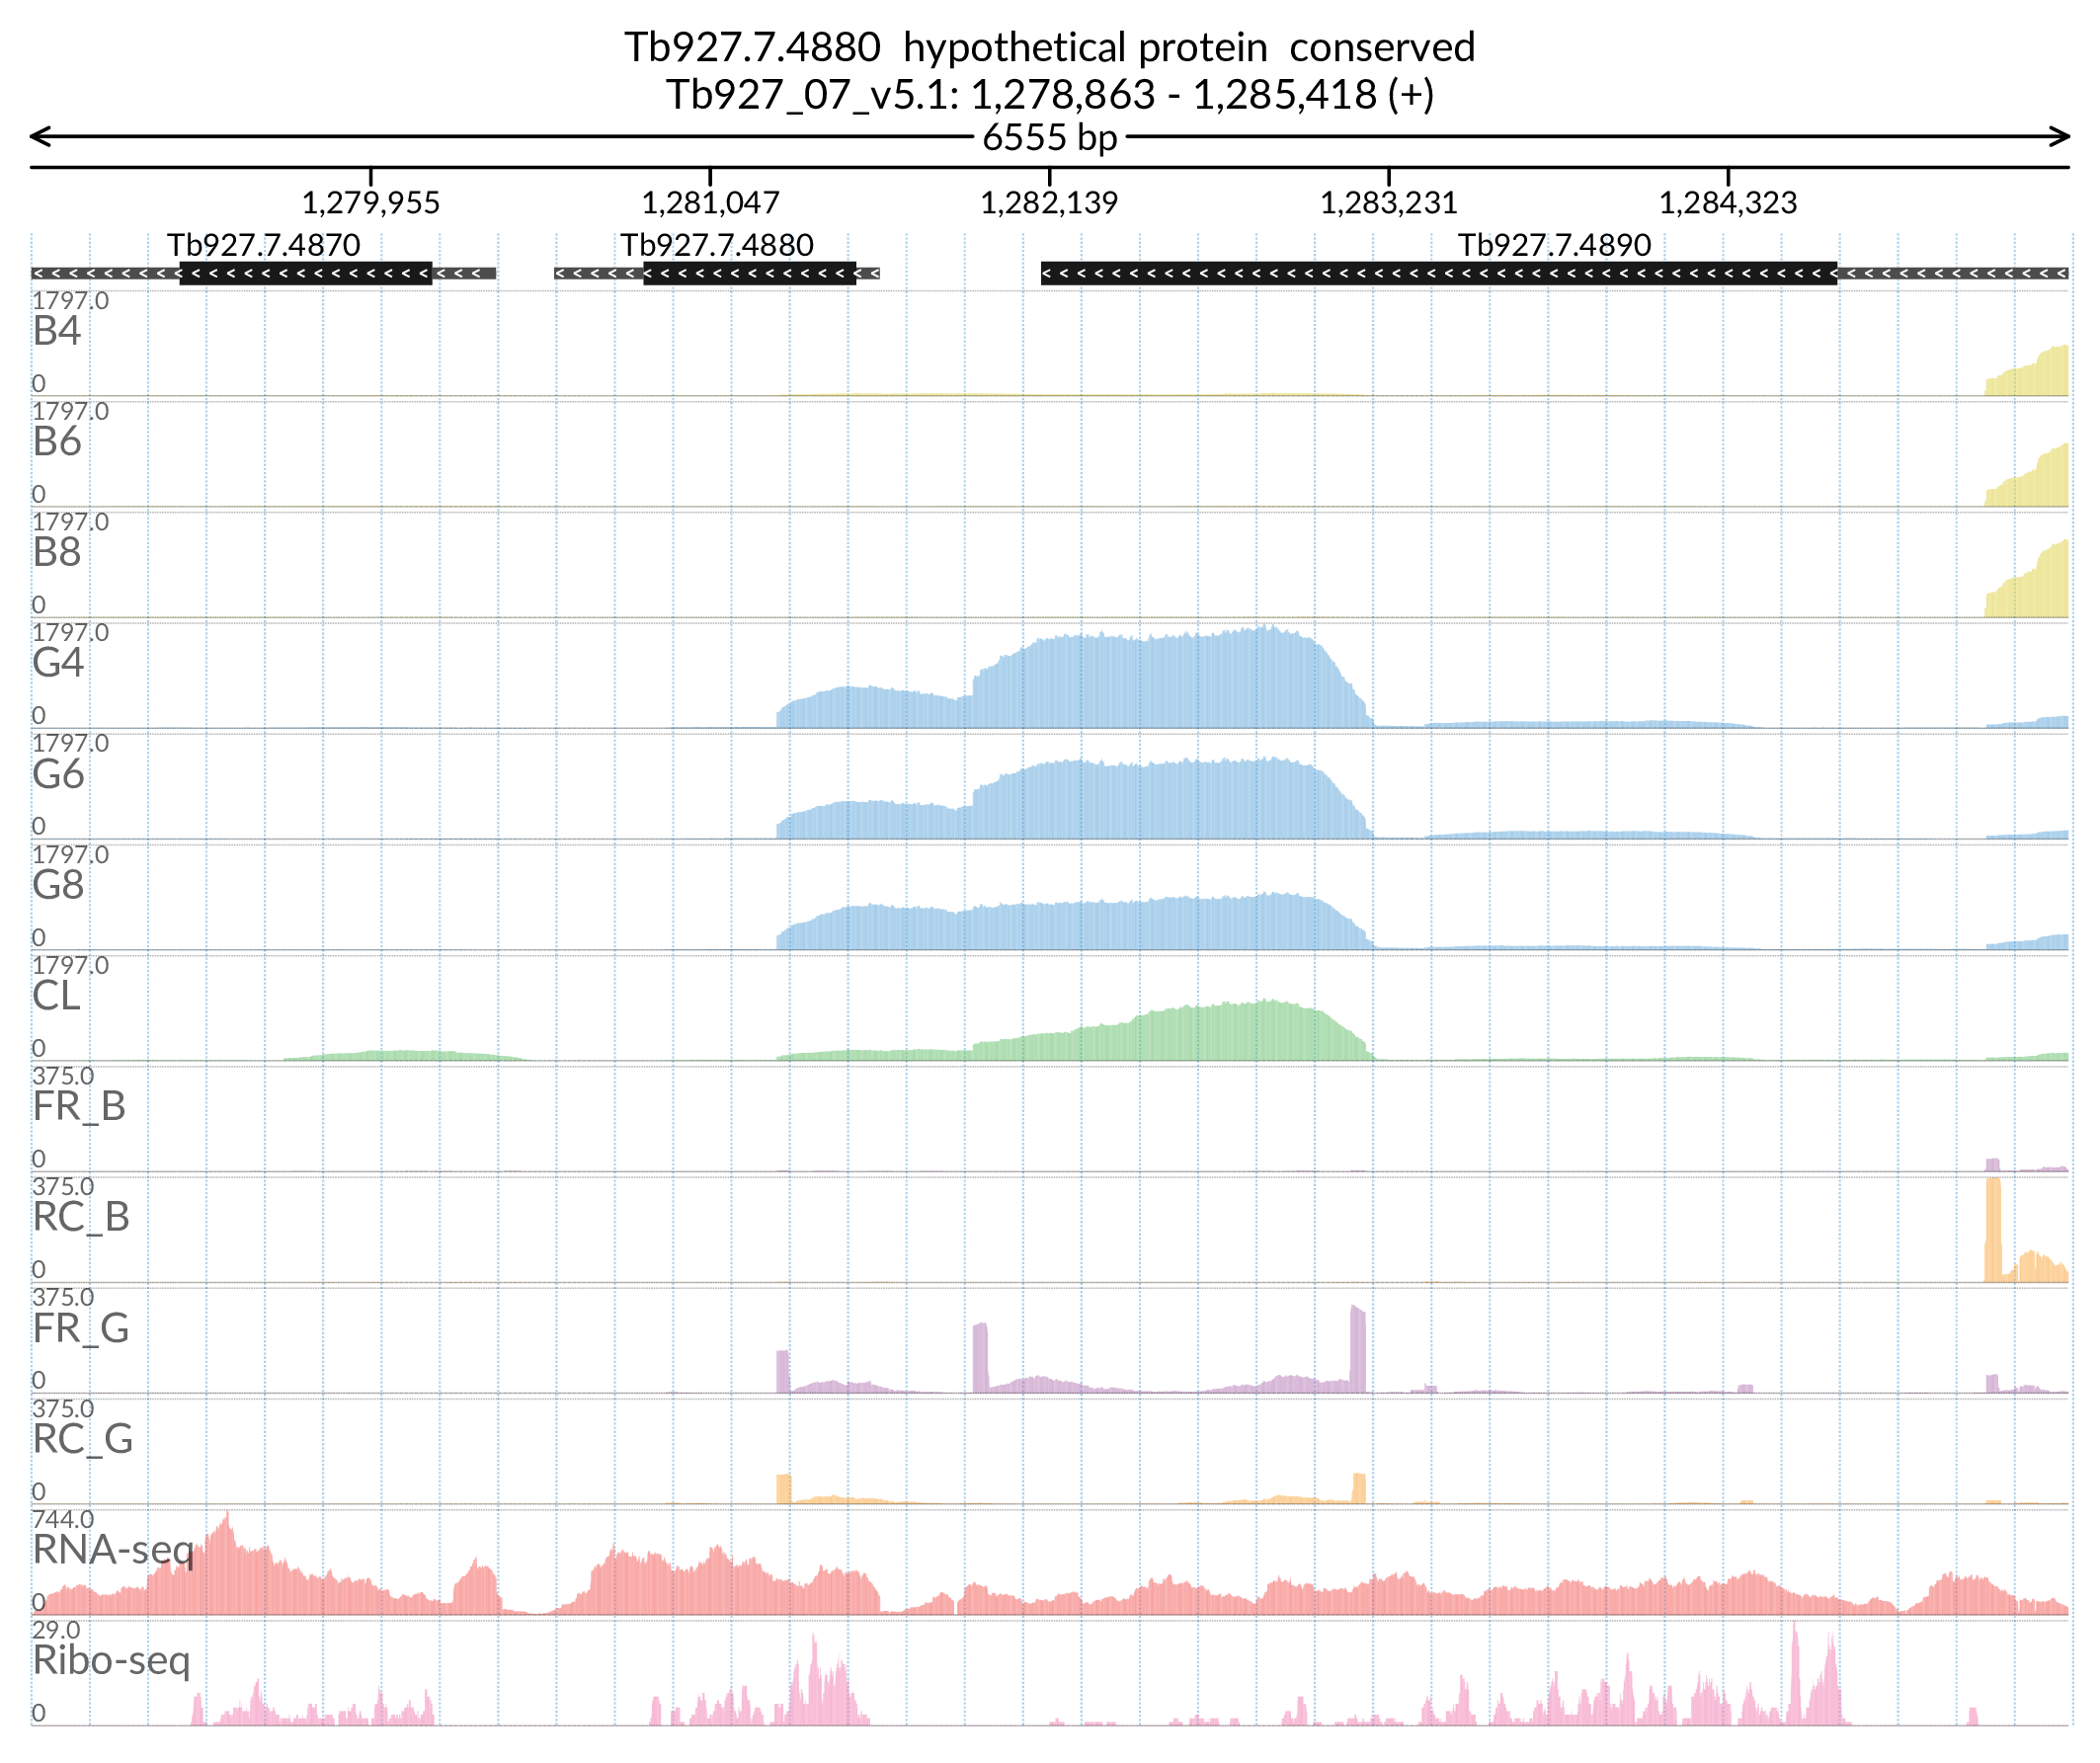 Tb927.7.4880  hypothetical protein  conserved
Tb927_07_v5.1: 1,278,863 - 1,285,418 (+)
6555 bp
1,279,955 1,281,047 1,282,139 1,283,231 1,284,323
Tb927.7.4870 Tb927.7.4880 Tb927.7.4890
1797.0
B4
0
1797.0
B6
0
1797.0
B8
0
1797.0
G4
0
1797.0
G6
0
1797.0
G8
0
1797.0
CL
0
375.0
FR_B
0
375.0
RC_B
0
375.0
FR_G
0
375.0
RC_G
0
744.0
RNA-seq
0
29.0
Ribo-seq
0